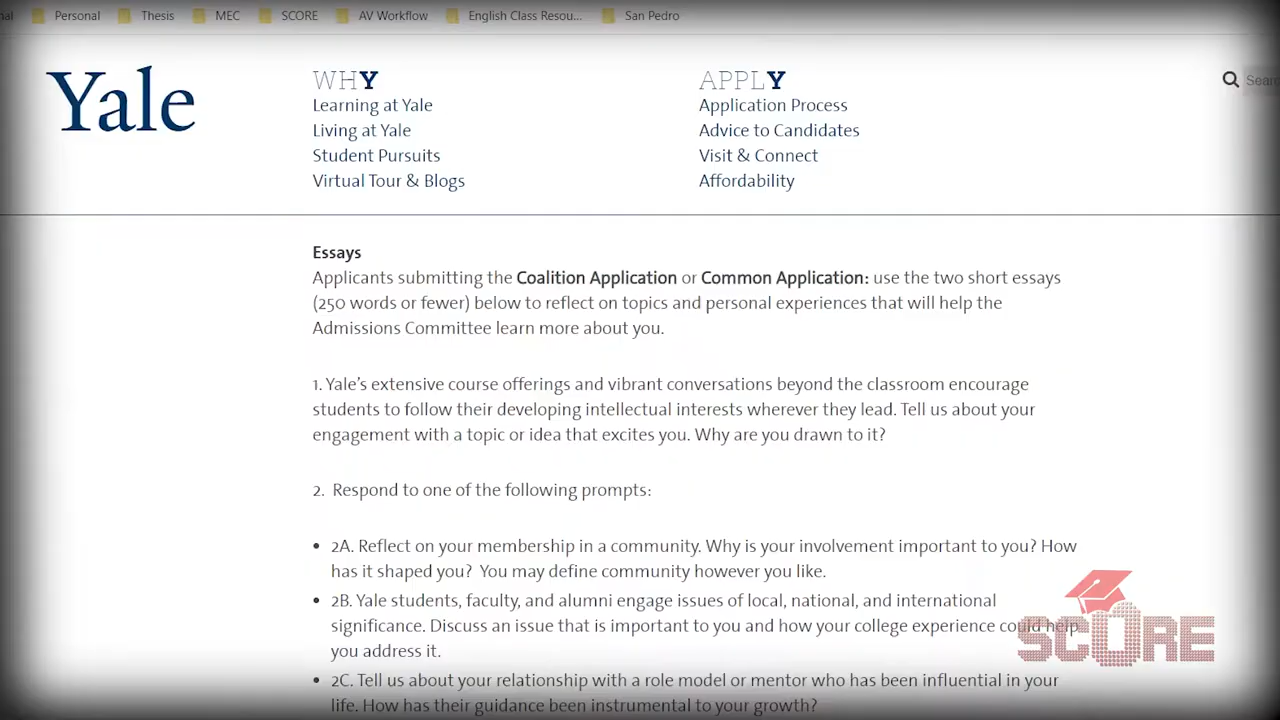 Personal Thesis MEC SCORE AV Workflow English Class Resou... San Pedro
Yale
WHY
Learning at Yale
Living at Yale
Student Pursuits
Virtual Tour & Blogs
APPLY
Application Process
Advice to Candidates
Visit & Connect
Affordability
Essays
Applicants submitting the Coalition Application or Common Application: use the two short essays
(250 words or fewer) below to reflect on topics and personal experiences that will help the
Admissions Committee learn more about you.
1. Yale’s extensive course offerings and vibrant conversations beyond the classroom encourage
students to follow their developing intellectual interests wherever they lead. Tell us about your
engagement with a topic or idea that excites you. Why are you drawn to it?
2. Respond to one of the following prompts:
• 2A. Reflect on your membership in a community. Why is your involvement important to you? How
has it shaped you? You may define community however you like.
• 2B. Yale students, faculty, and alumni engage issues of local, national, and international
significance. Discuss an issue that is important to you and how your college experience could help
you address it.
• 2C. Tell us about your relationship with a role model or mentor who has been influential in your
life. How has their guidance been instrumental to your growth?
SCORE